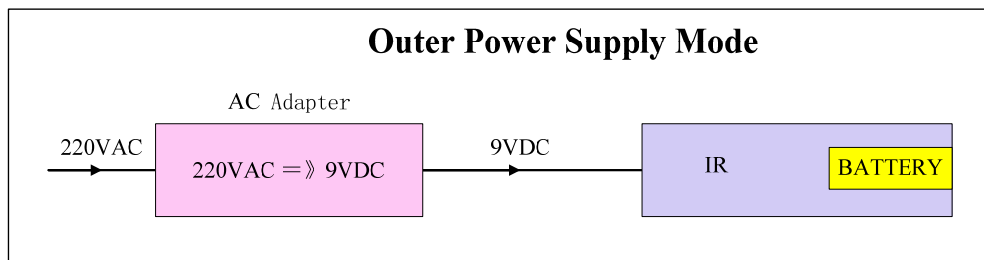 Outer Power Supply Mode
AC Adapter
220VAC
220VAC＝》9VDC
9VDC
IR
BATTERY